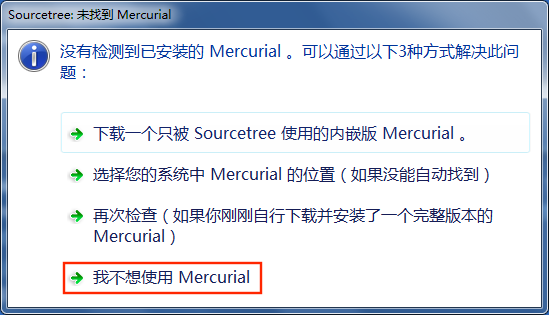 Sourcetree: 未找到 Mercurial
没有检测到已安装的 Mercurial 。可以通过以下3种方式解决此问
题：
下载一个只被 Sourcetree 使用的内嵌版 Mercurial 。
选择您的系统中 Mercurial 的位置（如果没能自动找到）
再次检查（如果你刚刚自行下载并安装了一个完整版本的
Mercurial）
我不想使用 Mercurial